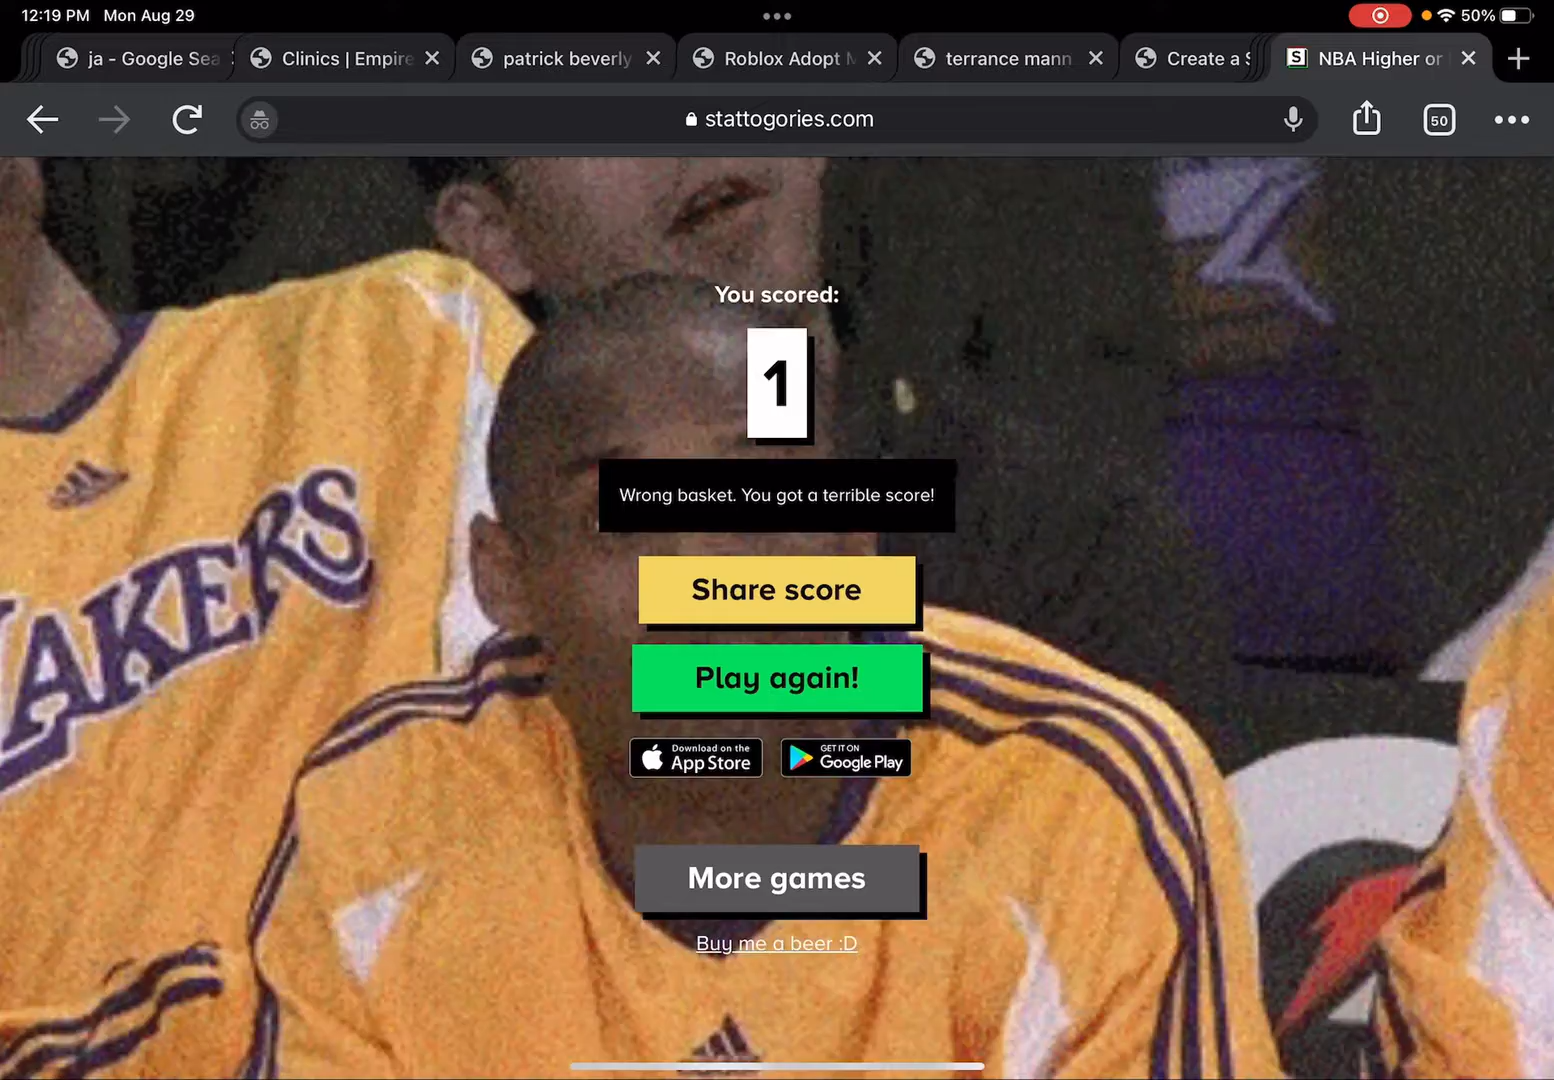 12:19 PM Mon Aug 29
50%
ja - Google Sea
Clinics | Empire
patrick beverly
Roblox Adopt M
terrance mann
Create a S
NBA Higher or
stattogories.com
50
You scored:
1
Wrong basket. You got a terrible score!
Share score
Play again!
Download on the
App Store
GET IT ON
Google Play
More games
Buy me a beer :D
AKERS